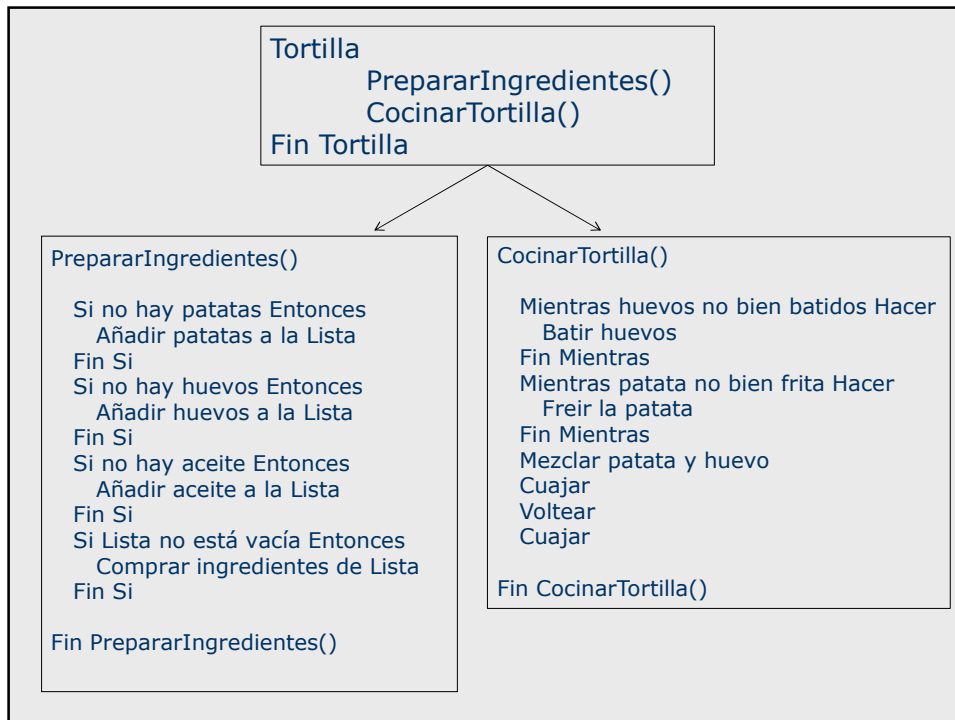 Tortilla
PrepararIngredientes()
CocinarTortilla()
Fin Tortilla
PrepararIngredientes()
Si no hay patatas Entonces
Añadir patatas a la Lista
Fin Si
Si no hay huevos Entonces
Añadir huevos a la Lista
Fin Si
Si no hay aceite Entonces
Añadir aceite a la Lista
Fin Si
Si Lista no está vacía Entonces
Comprar ingredientes de Lista
Fin Si
Fin PrepararIngredientes()
CocinarTortilla()
Mientras huevos no bien batidos Hacer
Batir huevos
Fin Mientras
Mientras patata no bien frita Hacer
Freir la patata
Fin Mientras
Mezclar patata y huevo
Cuajar
Voltear
Cuajar
Fin CocinarTortilla()